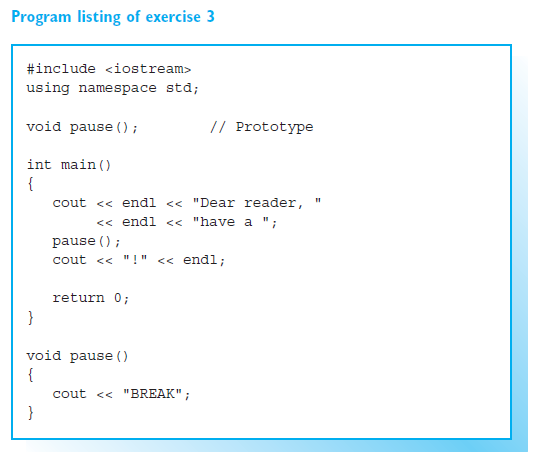 Program listing of exercise 3
#include <iostream>
using namespace std;
void pause();        // Prototype
int main()
{
   cout << endl << "Dear reader, "
        << endl << "have a ";
   pause();
   cout << "!" << endl;
   return 0;
}
void pause()
{
   cout << "BREAK";
}